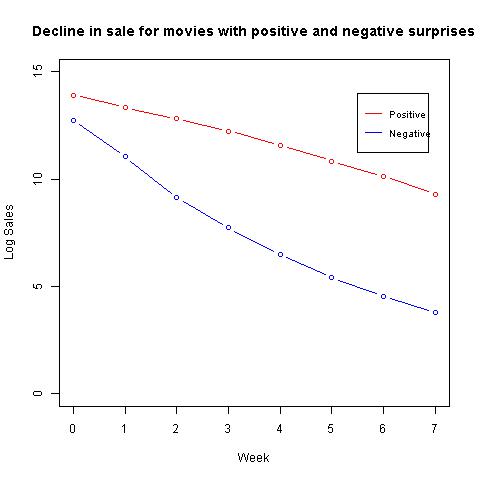 Decline in sale for movies with positive and negative surprises
15
10
5
0
Log Sales
Positive
Negative
0 1 2 3 4 5 6 7
Week